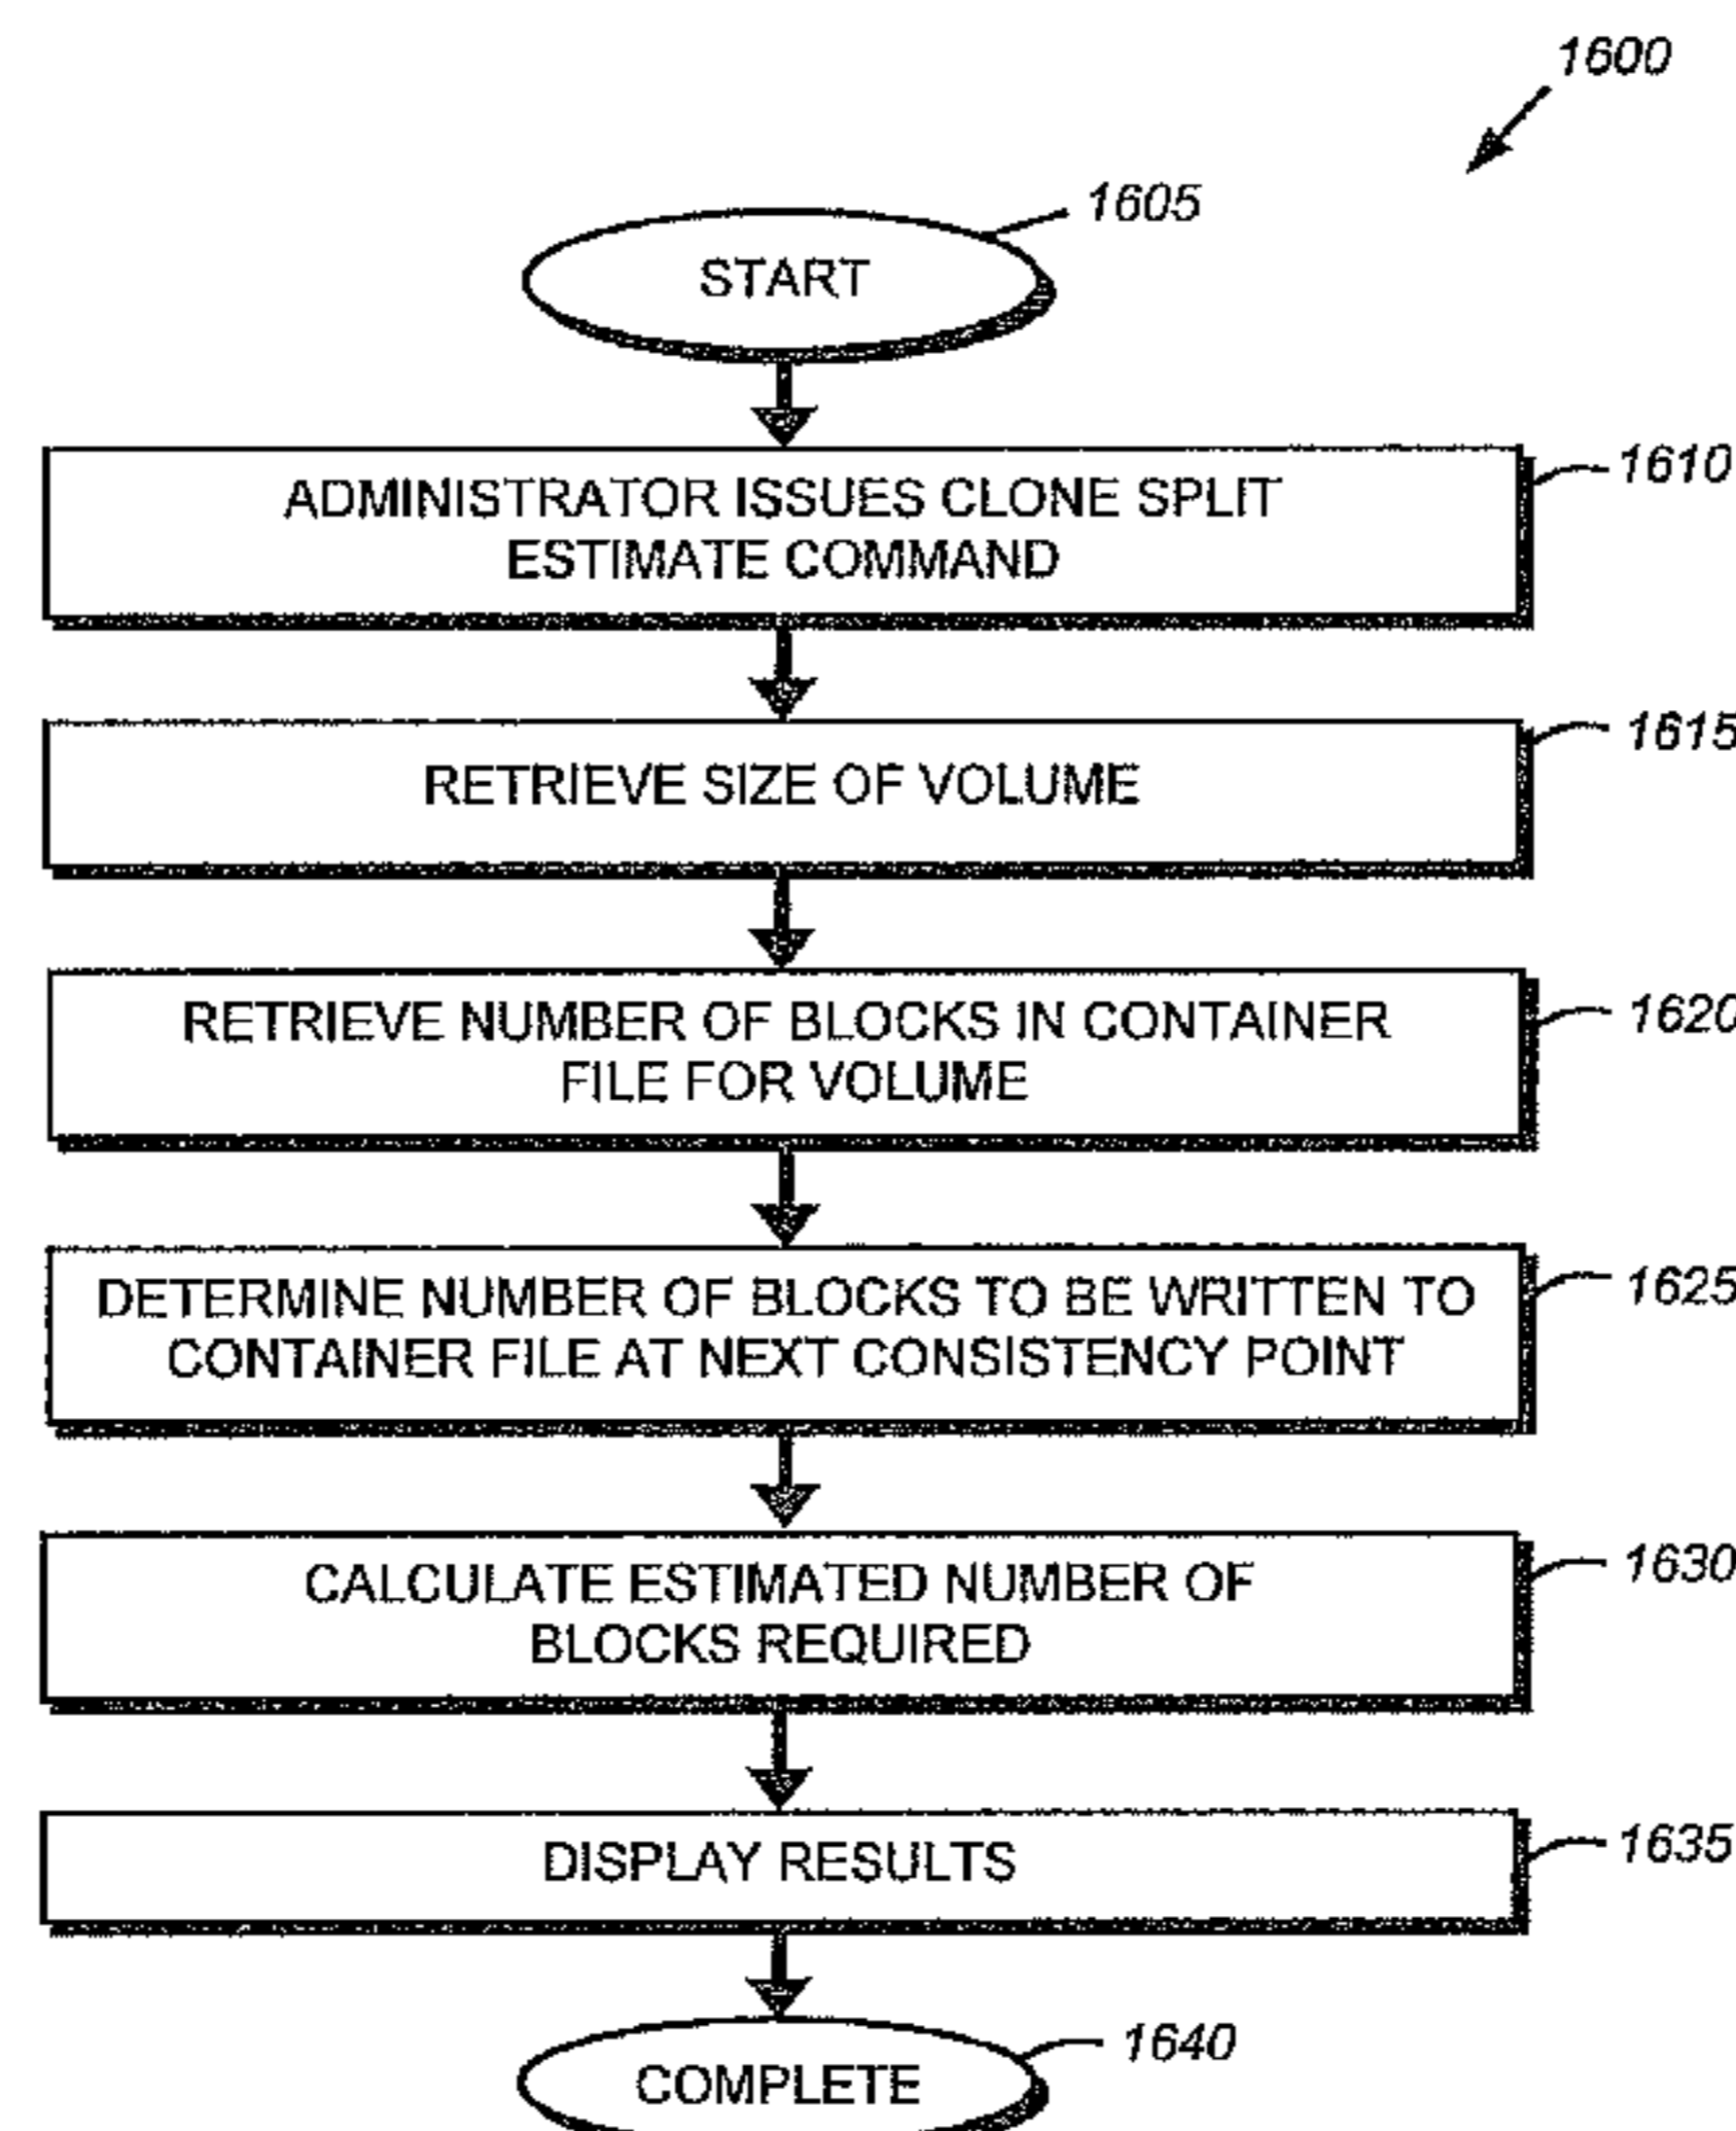 1600
1605
START
1610
ADMINISTRATOR ISSUES CLONE SPLIT
ESTIMATE COMMAND
1615
RETRIEVE SIZE OF VOLUME
1620
RETRIEVE NUMBER OF BLOCKS IN CONTAINER
FILE FOR VOLUME
1625
DETERMINE NUMBER OF BLOCKS TO BE WRITTEN TO
CONTAINER FILE AT NEXT CONSISTENCY POINT
1630
CALCULATE ESTIMATED NUMBER OF
BLOCKS REQUIRED
1635
DISPLAY RESULTS
1640
COMPLETE